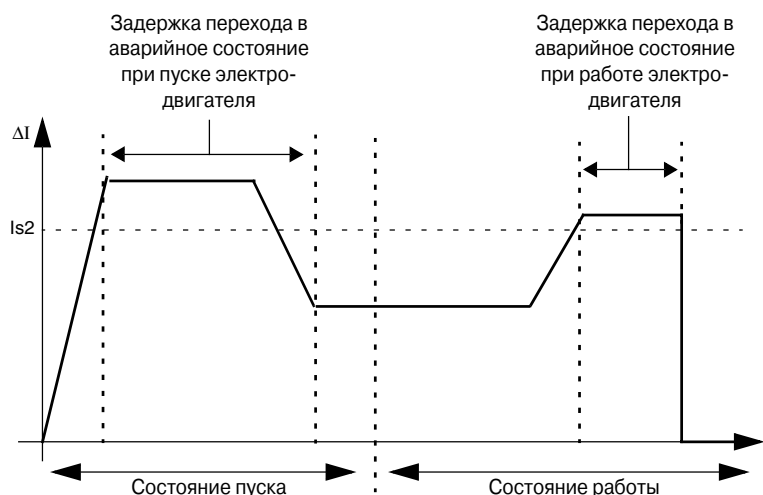 Задержка перехода в
аварийное состояние
при пуске электро-
двигателя
Задержка перехода в
аварийное состояние
при работе электро-
двигателя
ΔI
Is2
Состояние пуска
Состояние работы